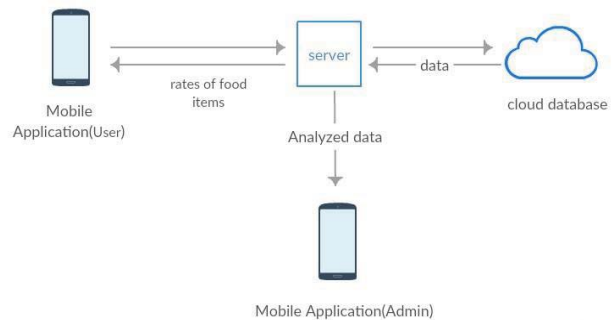 server
data
rates of food
items
Mobile
Application(User)
cloud database
Analyzed data
Mobile Application(Admin)